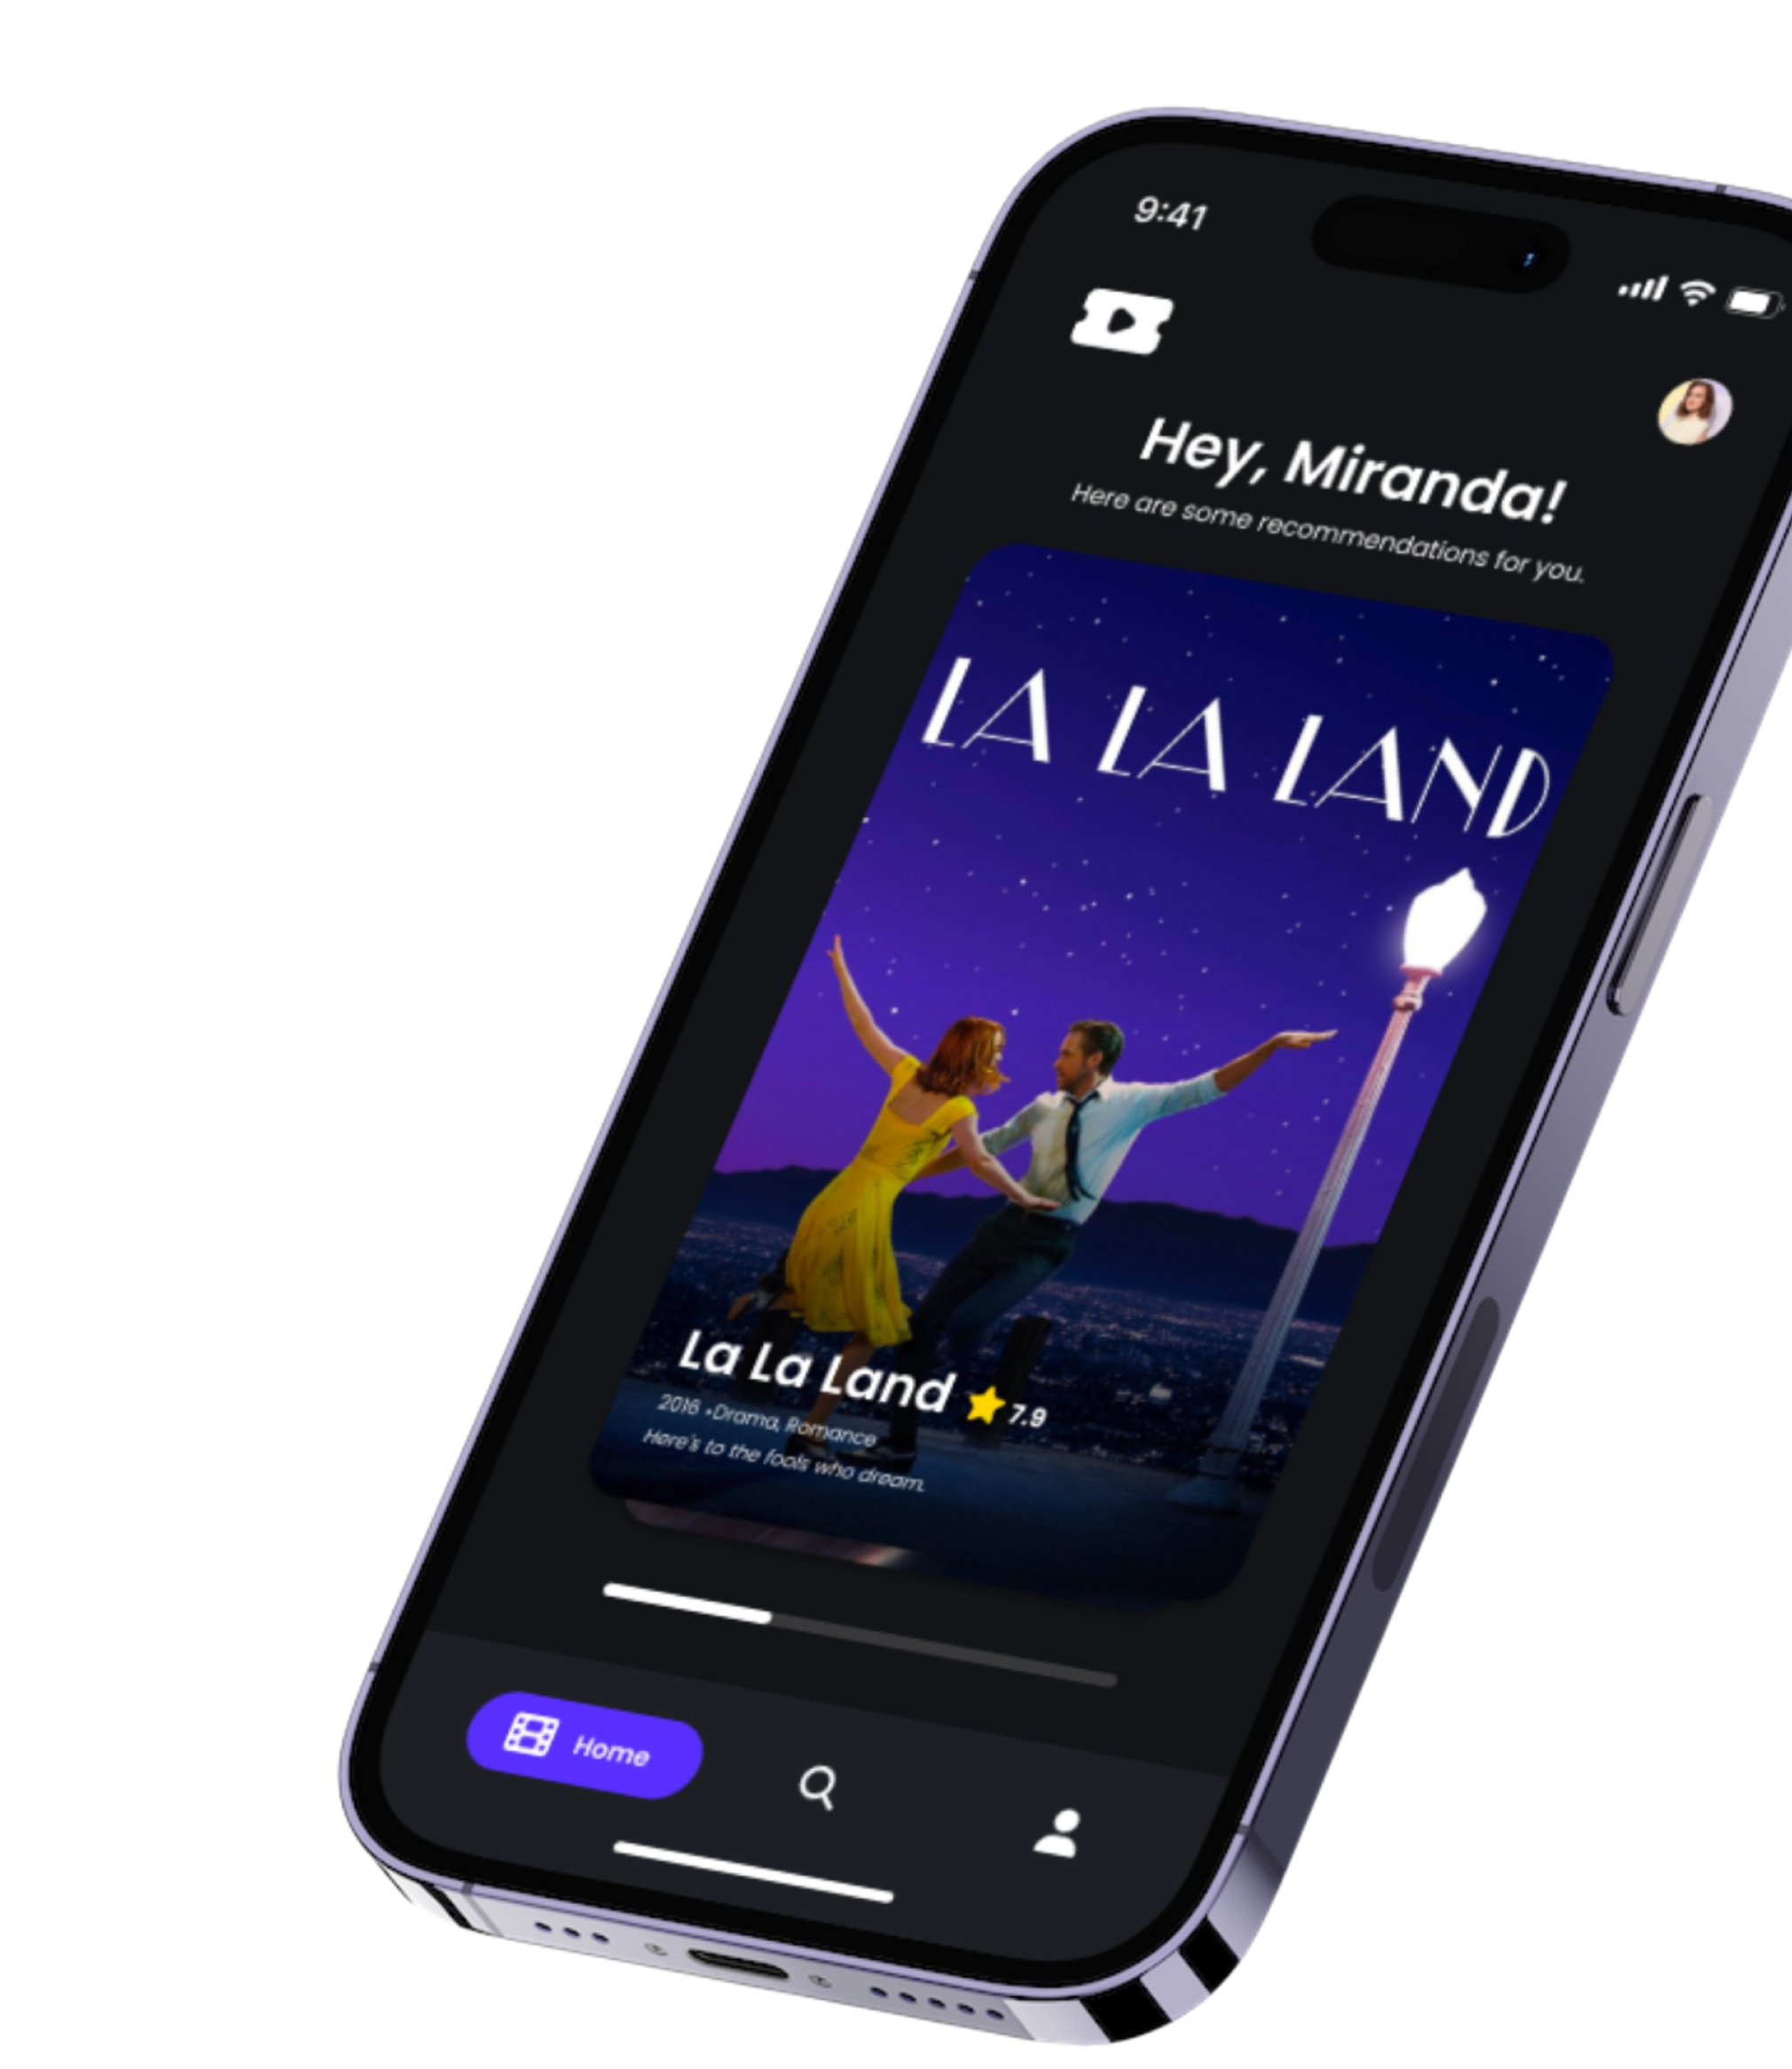 9:41
Hey, Miranda!
Here are some recommendations for you.
LA LA LAND
La La Land ⭐ 7.9
2016 •Drama, Romance
Here's to the fools who dream.
Home